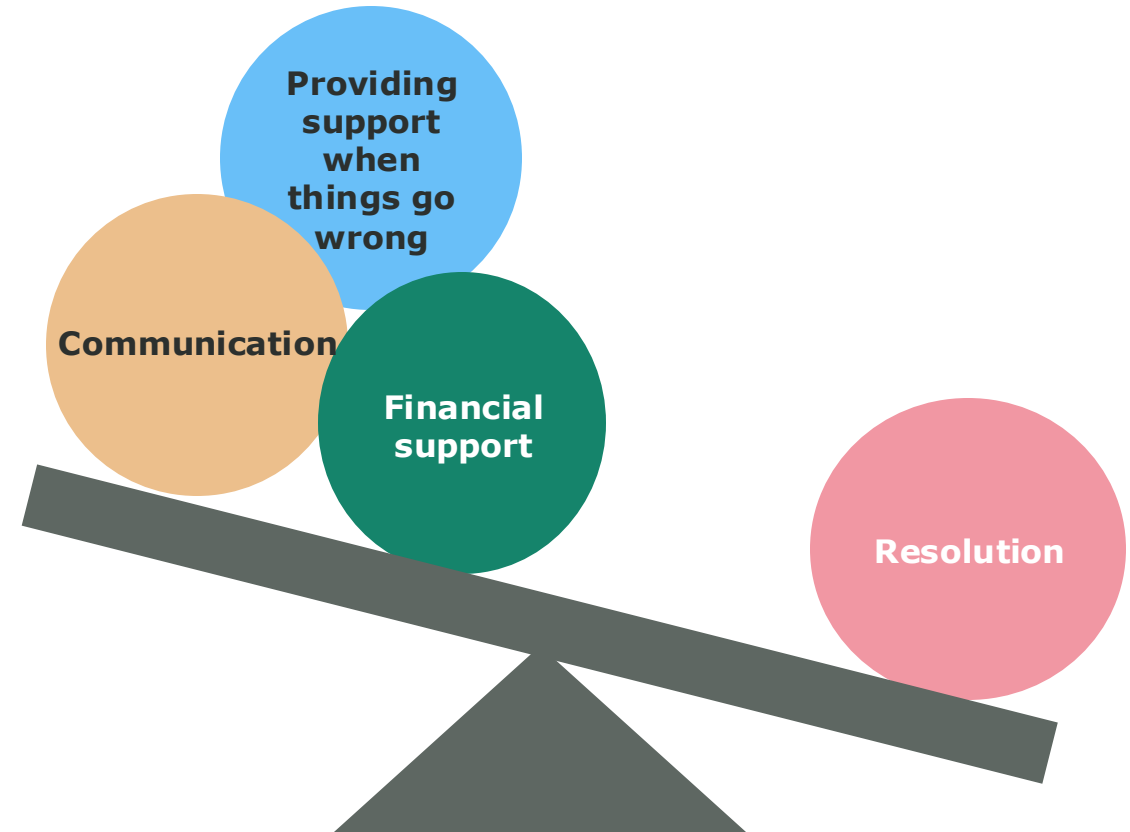 Providing
support
when
things go
wrong
Communication
Financial
support
Resolution